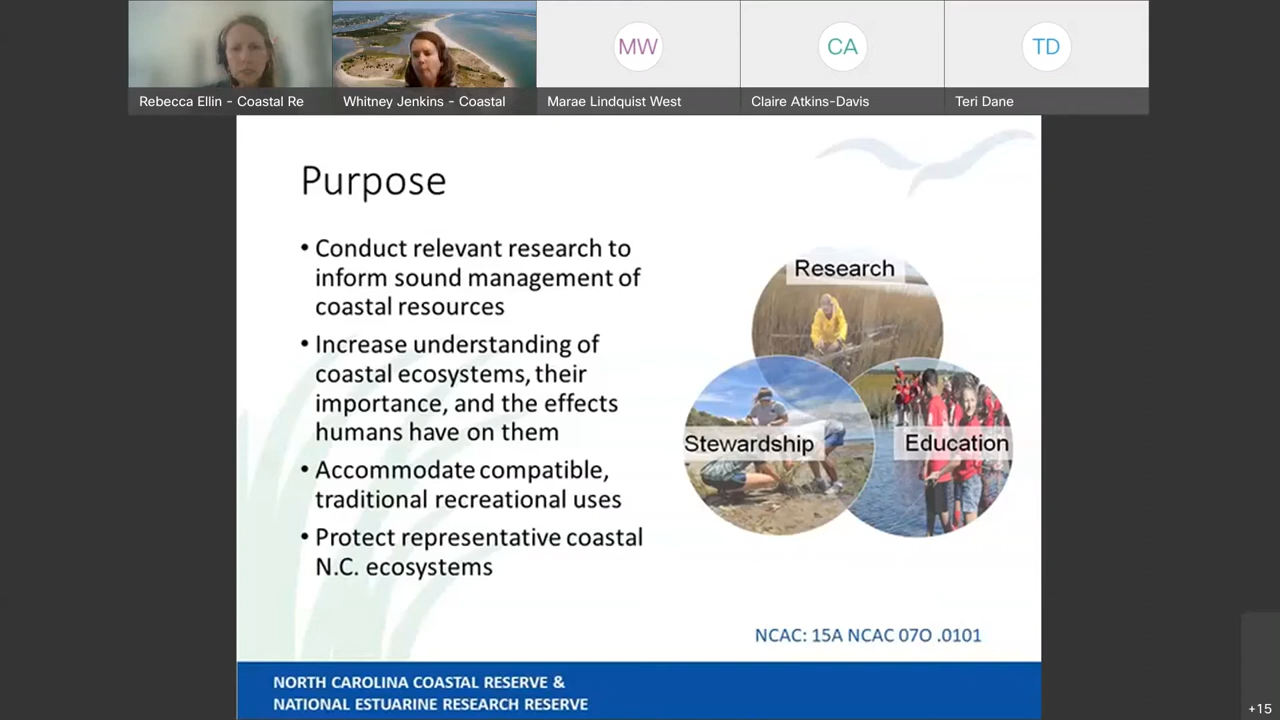 MW
CA
TD
Rebecca Ellin - Coastal Re
Whitney Jenkins - Coastal
Marae Lindquist West
Claire Atkins-Davis
Teri Dane
Purpose
• Conduct relevant research to
inform sound management of
coastal resources
• Increase understanding of
coastal ecosystems, their
importance, and the effects
humans have on them
• Accommodate compatible,
traditional recreational uses
• Protect representative coastal
N.C. ecosystems
Research
Stewardship
Education
NCAC: 15A NCAC 07O .0101
NORTH CAROLINA COASTAL RESERVE &
NATIONAL ESTUARINE RESEARCH RESERVE
+15